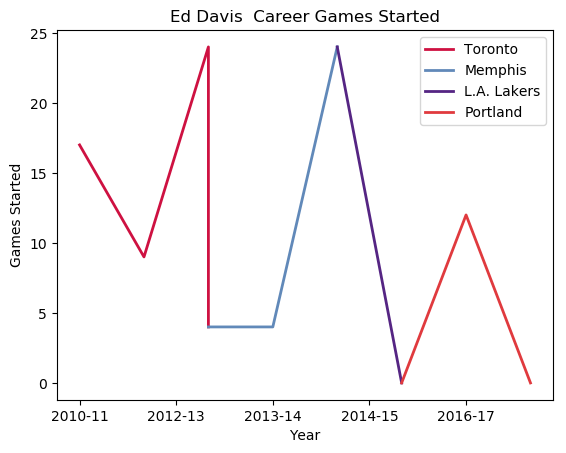 Ed Davis  Career Games Started
Toronto
Memphis
L.A. Lakers
Portland
25
20
15
10
5
0
Games Started
2010-11
2012-13
2013-14
2014-15
2016-17
Year